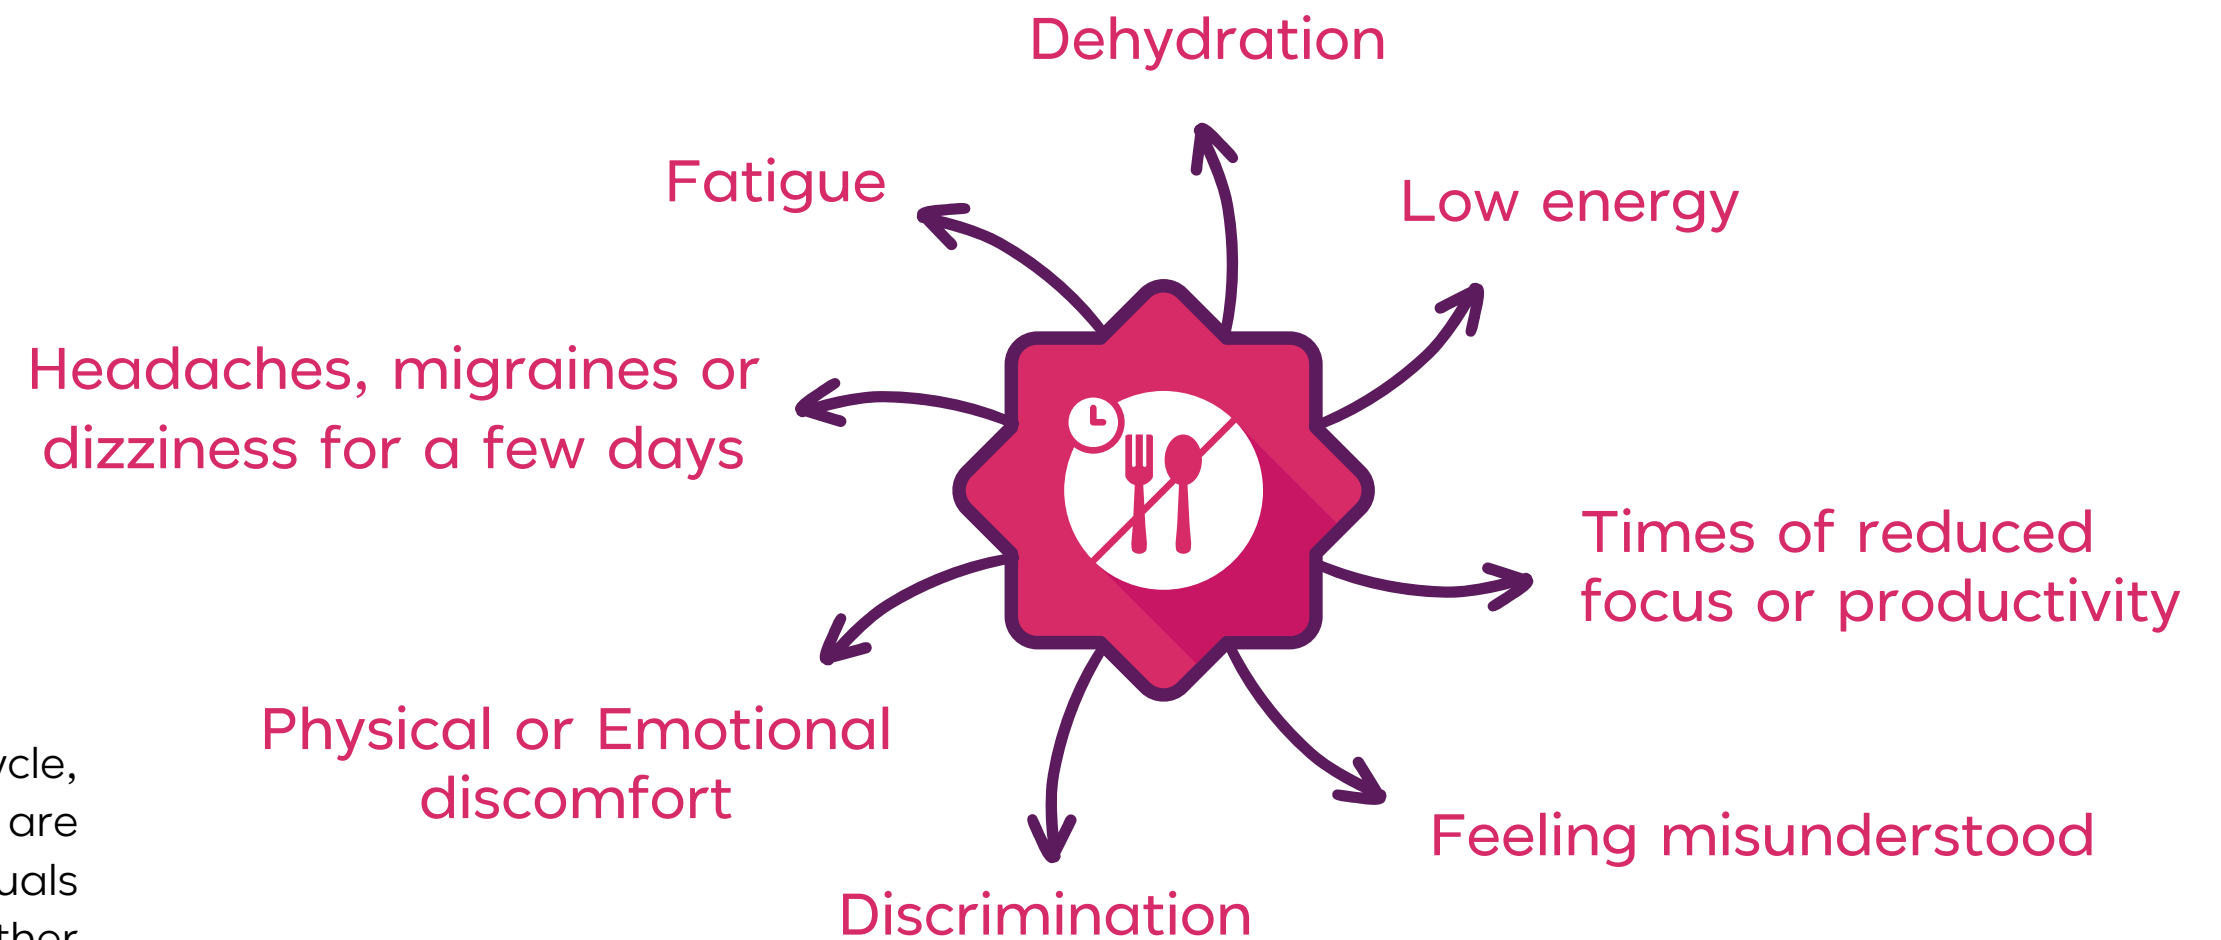 Dehydration
Fatigue
Low energy
Headaches, migraines or
dizziness for a few days
Times of reduced
focus or productivity
Physical or Emotional
discomfort
Feeling misunderstood
Discrimination
are